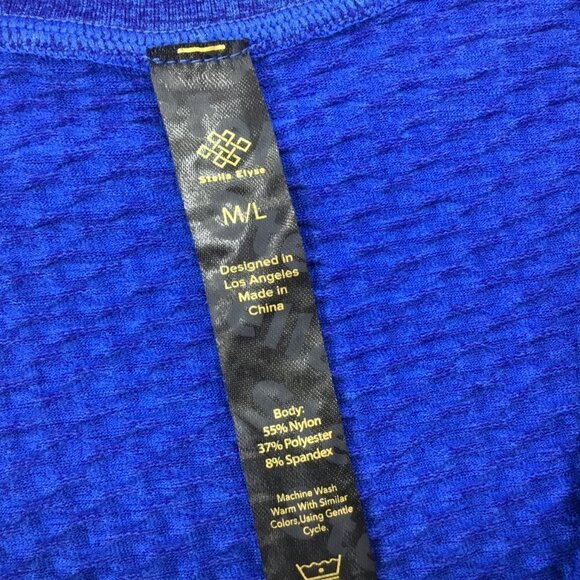 Stella Elyse
M/L
Designed in
Los Angeles
Made in
China
Body:
55% Nylon
37% Polyester
8% Spandex
Machine Wash
Warm With Similar
Colors,Using Gentle
Cycle.